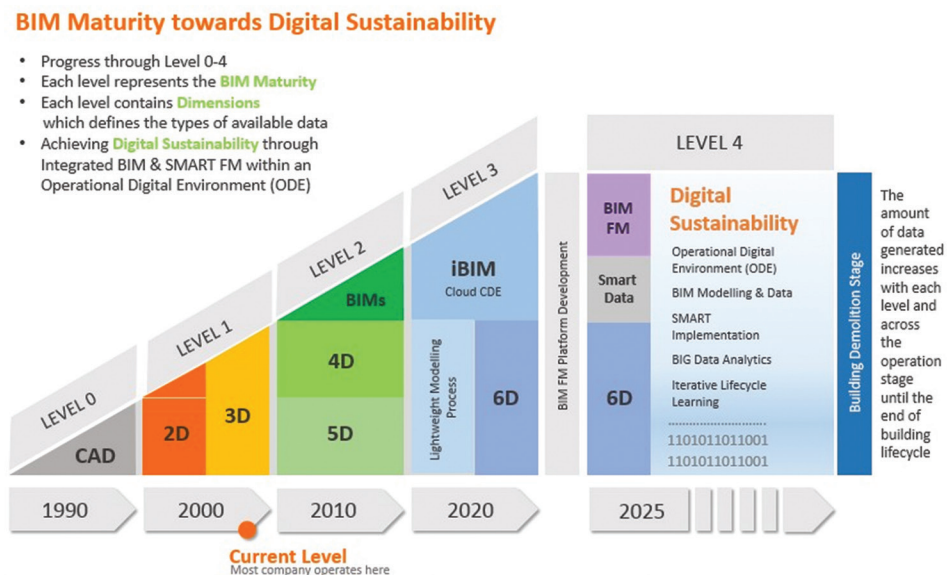 BIM Maturity towards Digital Sustainability
• Progress through Level 0-4
• Each level represents the BIM Maturity
• Each level contains Dimensions
which defines the types of available data
• Achieving Digital Sustainability through
Integrated BIM & SMART FM within an
Operational Digital Environment (ODE)
LEVEL 0
CAD
LEVEL 1
2D
3D
LEVEL 2
BIMs
4D
5D
LEVEL 3
iBIM
Cloud CDE
Lightweight Modelling
Process
6D
BIM FM Platform Development
LEVEL 4
BIM
FM
Smart
Data
6D
Digital
Sustainability
Operational Digital
Environment (ODE)
BIM Modelling & Data
SMART
Implementation
BIG Data Analytics
Iterative Lifecycle
Learning
1101011011001
1101011011001
Building Demolition Stage
The
amount
of data
generated
increases
with each
level and
across
the
operation
stage
until the
end of
building
lifecycle
1990
2000
2010
2020
2025
Current Level
Most company operates here